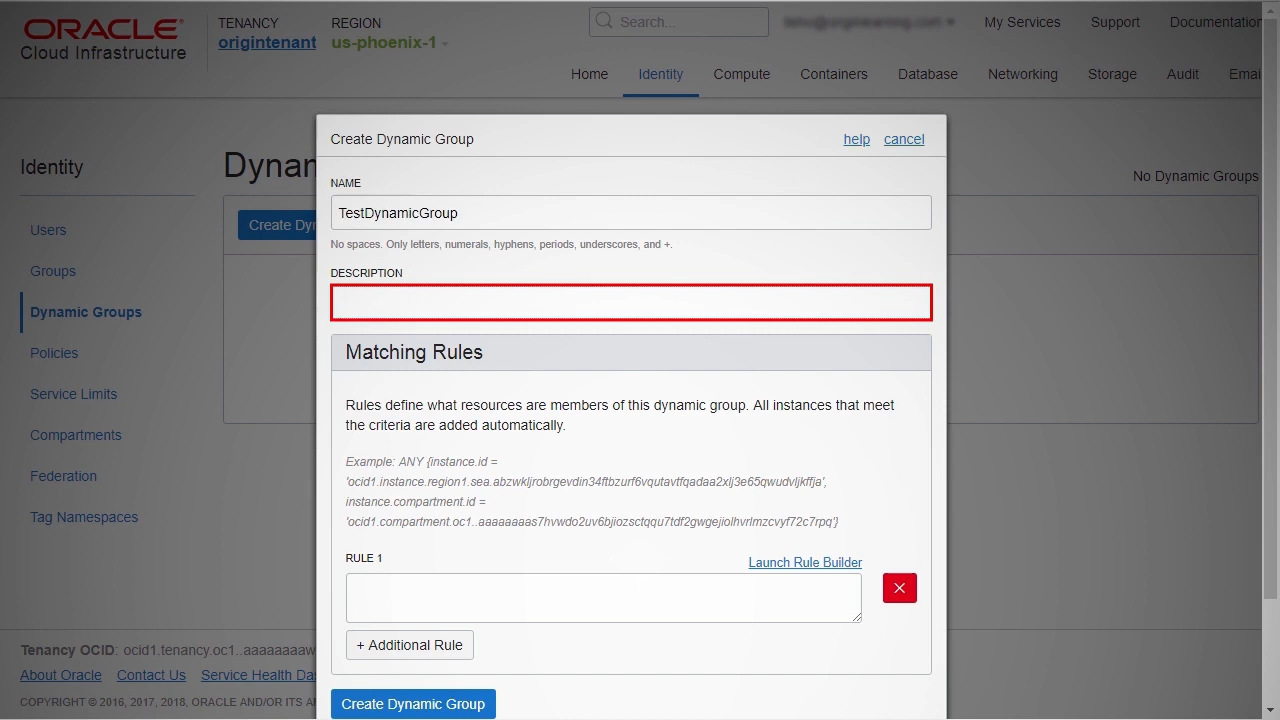 ORACLE
Cloud Infrastructure
TENANCY
origintenant
REGION
us-phoenix-1
Search...
My Services
Support
Documentation
Home
Identity
Compute
Containers
Database
Networking
Storage
Audit
Emai
Identity
Users
Groups
Dynamic Groups
Policies
Service Limits
Compartments
Federation
Tag Namespaces
Dynam
No Dynamic Groups
Create Dy
Create Dynamic Group
help
cancel
NAME
TestDynamicGroup
No spaces. Only letters, numerals, hyphens, periods, underscores, and +.
DESCRIPTION
Matching Rules
Rules define what resources are members of this dynamic group. All instances that meet
the criteria are added automatically.
Example: ANY {instance.id =
'ocid1.instance.region1.sea.abzwkljrobrgevdin34ftbzurf6vqutavtfqadaa2xlj3e65qwudvljkffja',
instance.compartment.id =
'ocid1.compartment.oc1..aaaaaaaas7hvwdo2uv6bjiozsctqqu7tdf2gwgejiolhvrlmzcvyf72c7rpq'}
RULE 1
Launch Rule Builder
+ Additional Rule
Create Dynamic Group
Tenancy OCID: ocid1.tenancy.oc1..aaaaaaaaw
About Oracle
Contact Us
Service Health Da
COPYRIGHT © 2016, 2017, 2018, ORACLE AND/OR ITS AF